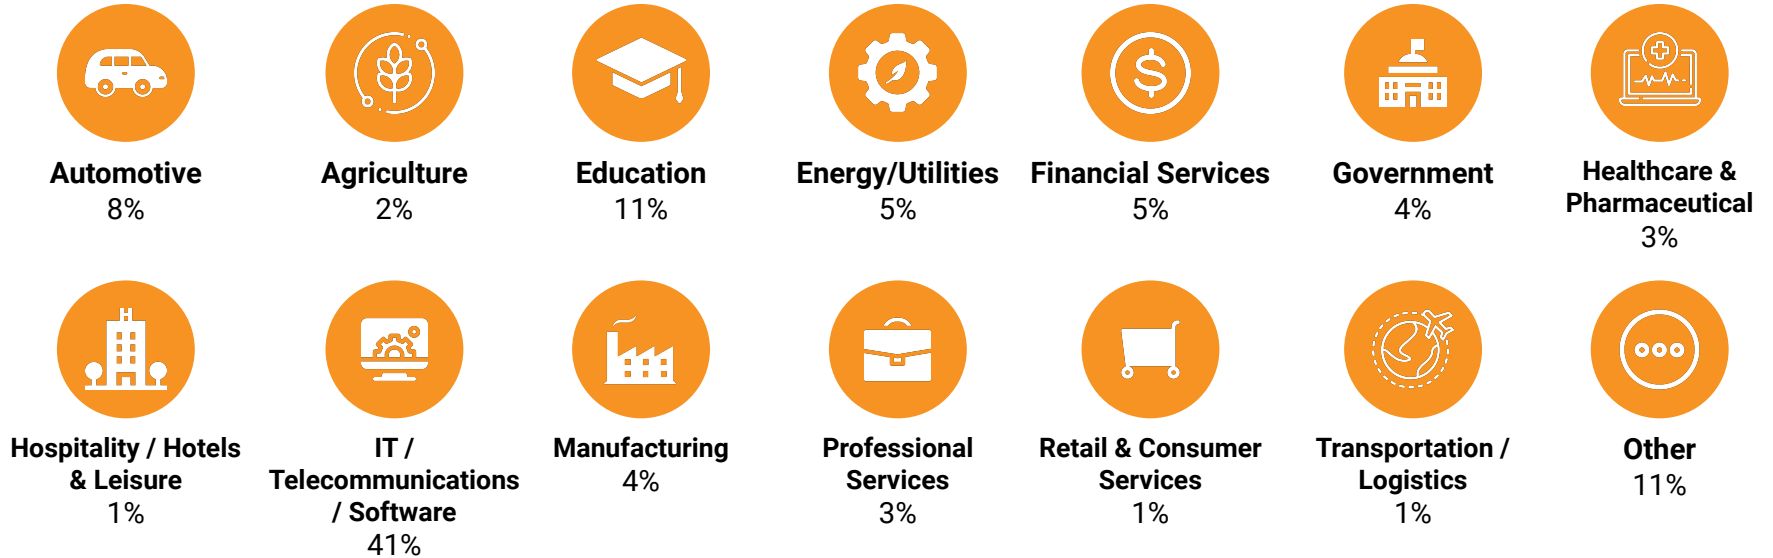 Automotive
8%
Agriculture
2%
Education
11%
Energy/Utilities
5%
Financial Services
5%
Government
4%
Healthcare &
Pharmaceutical
3%
Hospitality / Hotels
& Leisure
1%
IT /
Telecommunications
/ Software
41%
Manufacturing
4%
Professional
Services
3%
Retail & Consumer
Services
1%
Transportation /
Logistics
1%
Other
11%